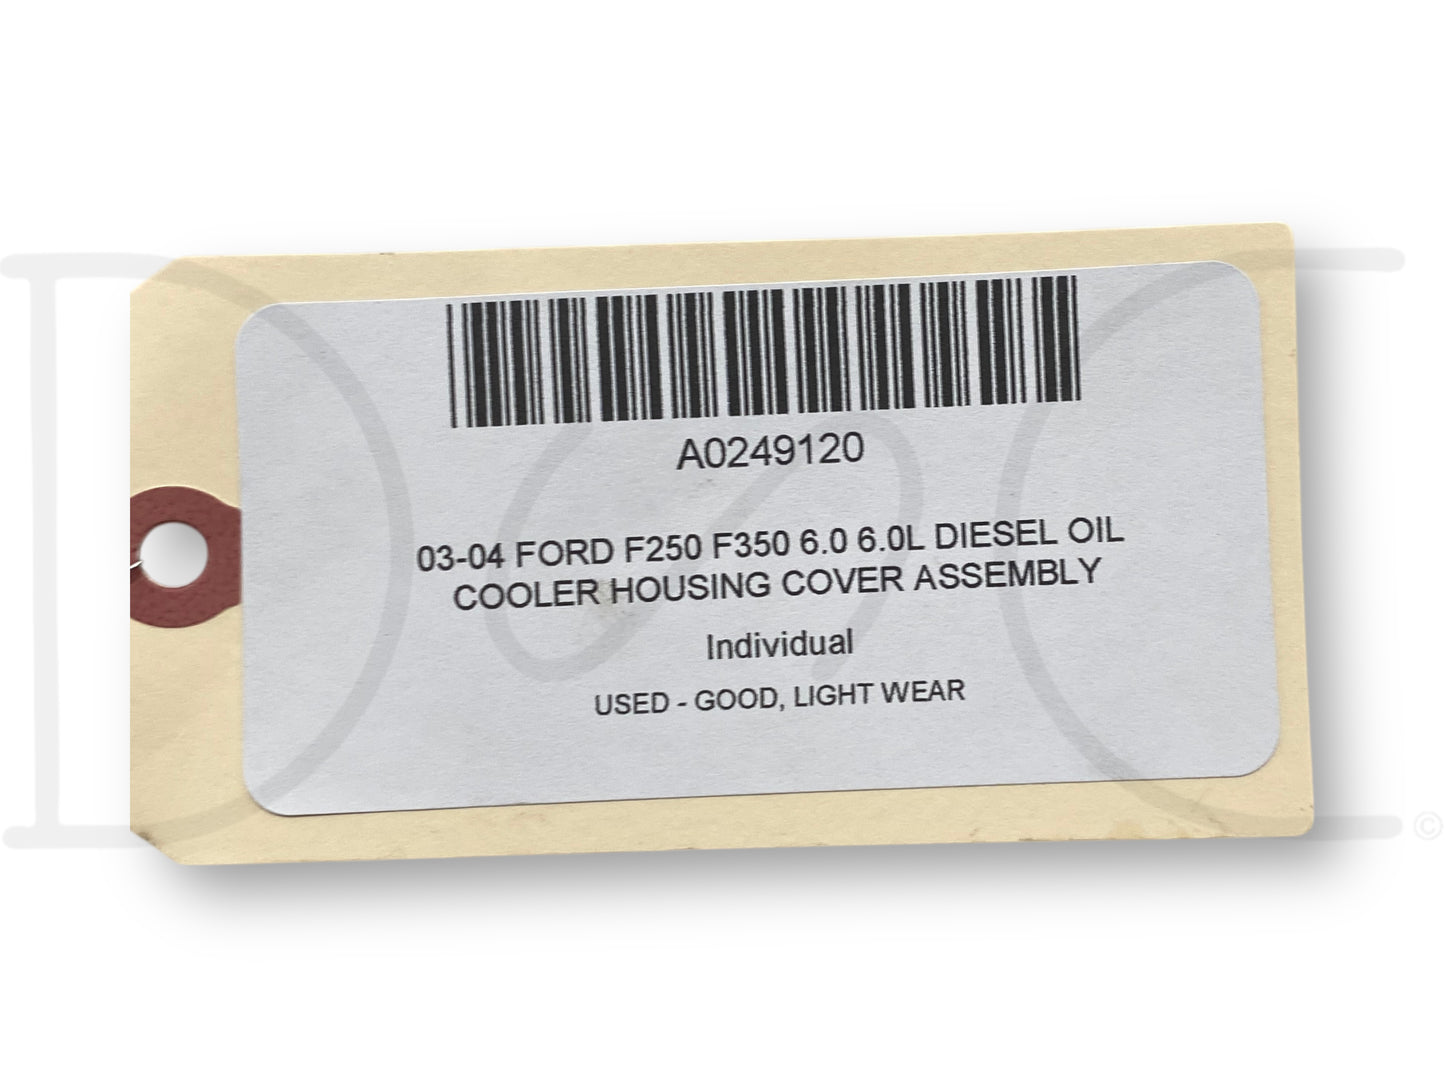 A0249120
03-04 FORD F250 F350 6.0 6.0L DIESEL OIL
COOLER HOUSING COVER ASSEMBLY
Individual
USED - GOOD, LIGHT WEAR
©